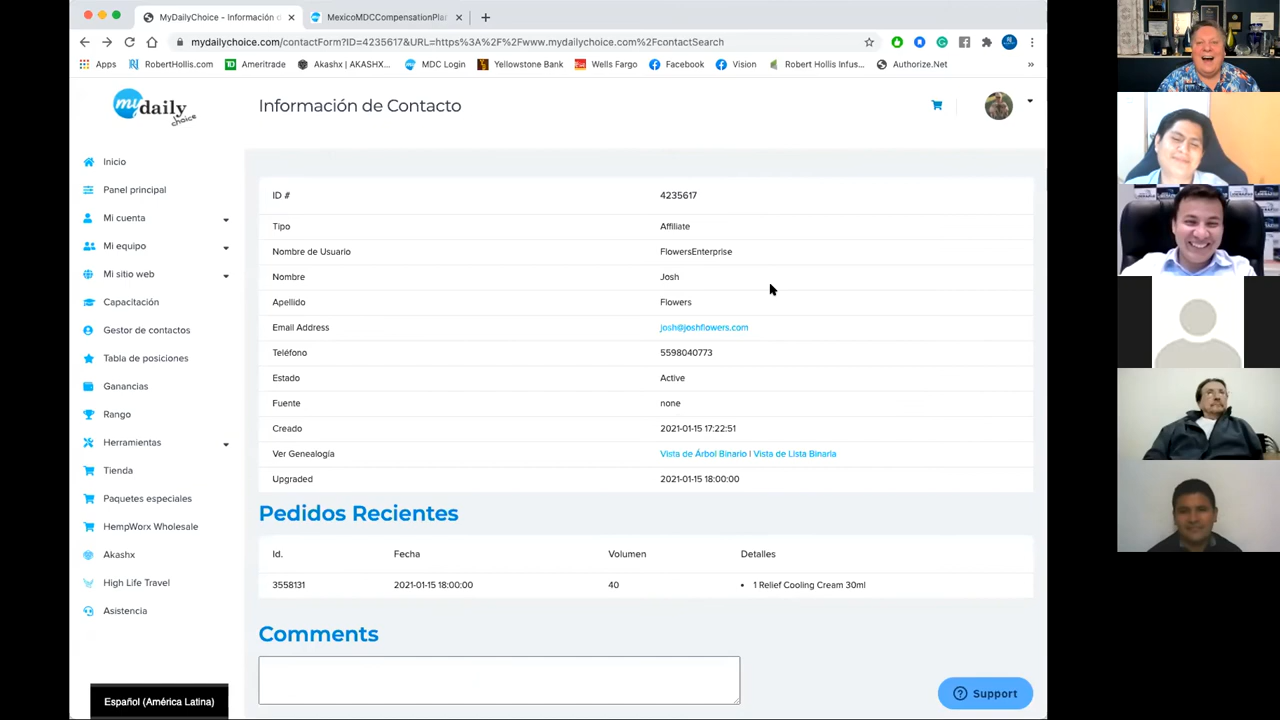 MyDailyChoice - Información d
MexicoMDCCompensationPla
mydailychoice.com/contactForm?ID=4235617&URL=https%3A%2F%2Fwww.mydailychoice.com%2FcontactSearch
Apps
RobertHollis.com
Ameritrade
Akashx | AKASHX...
MDC Login
Yellowstone Bank
Wells Fargo
Facebook
Vision
Robert Hollis Infus...
Authorize.Net
»
my daily choice
Información de Contacto
Inicio
Panel principal
Mi cuenta
Mi equipo
Mi sitio web
Capacitación
Gestor de contactos
Tabla de posiciones
Ganancias
Rango
Herramientas
Tienda
Paquetes especiales
HempWorx Wholesale
Akashx
High Life Travel
Asistencia
Español (América Latina)
ID # 4235617
Tipo Affiliate
Nombre de Usuario FlowersEnterprise
Nombre Josh
Apellido Flowers
Email Address josh@joshflowers.com
Teléfono 5598040773
Estado Active
Fuente none
Creado 2021-01-15 17:22:51
Ver Genealogía Vista de Árbol Binario | Vista de Lista Binaria
Upgraded 2021-01-15 18:00:00
Pedidos Recientes
Id. Fecha Volumen Detalles
3558131 2021-01-15 18:00:00 40 • 1 Relief Cooling Cream 30ml
Comments
Support